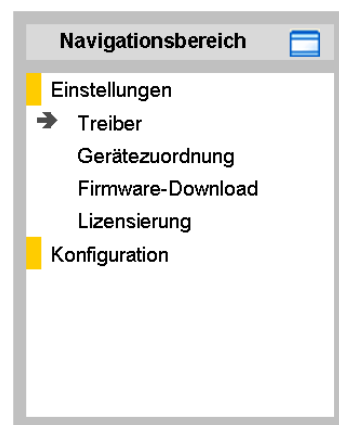 Navigationsbereich
Einstellungen
Treiber
Gerätezuordnung
Firmware-Download
Lizensierung
Konfiguration